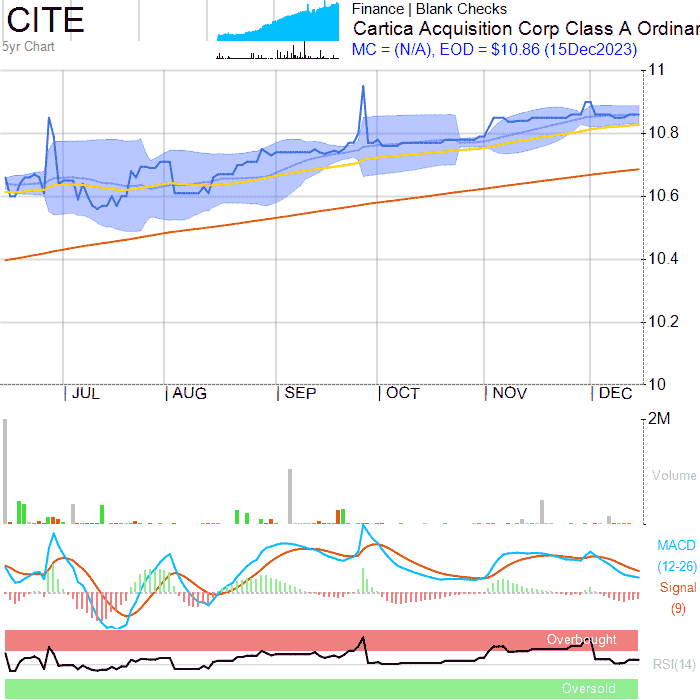 CITE
5yr Chart
Finance | Blank Checks
Cartica Acquisition Corp Class A Ordinar
MC = (N/A), EOD = $10.86 (15Dec2023)
11
10.8
10.6
10.4
10.2
10
JUL
AUG
SEP
OCT
NOV
DEC
2M
Volume
MACD
(12-26)
Signal
(9)
Overbought
RSI(14)
Oversold